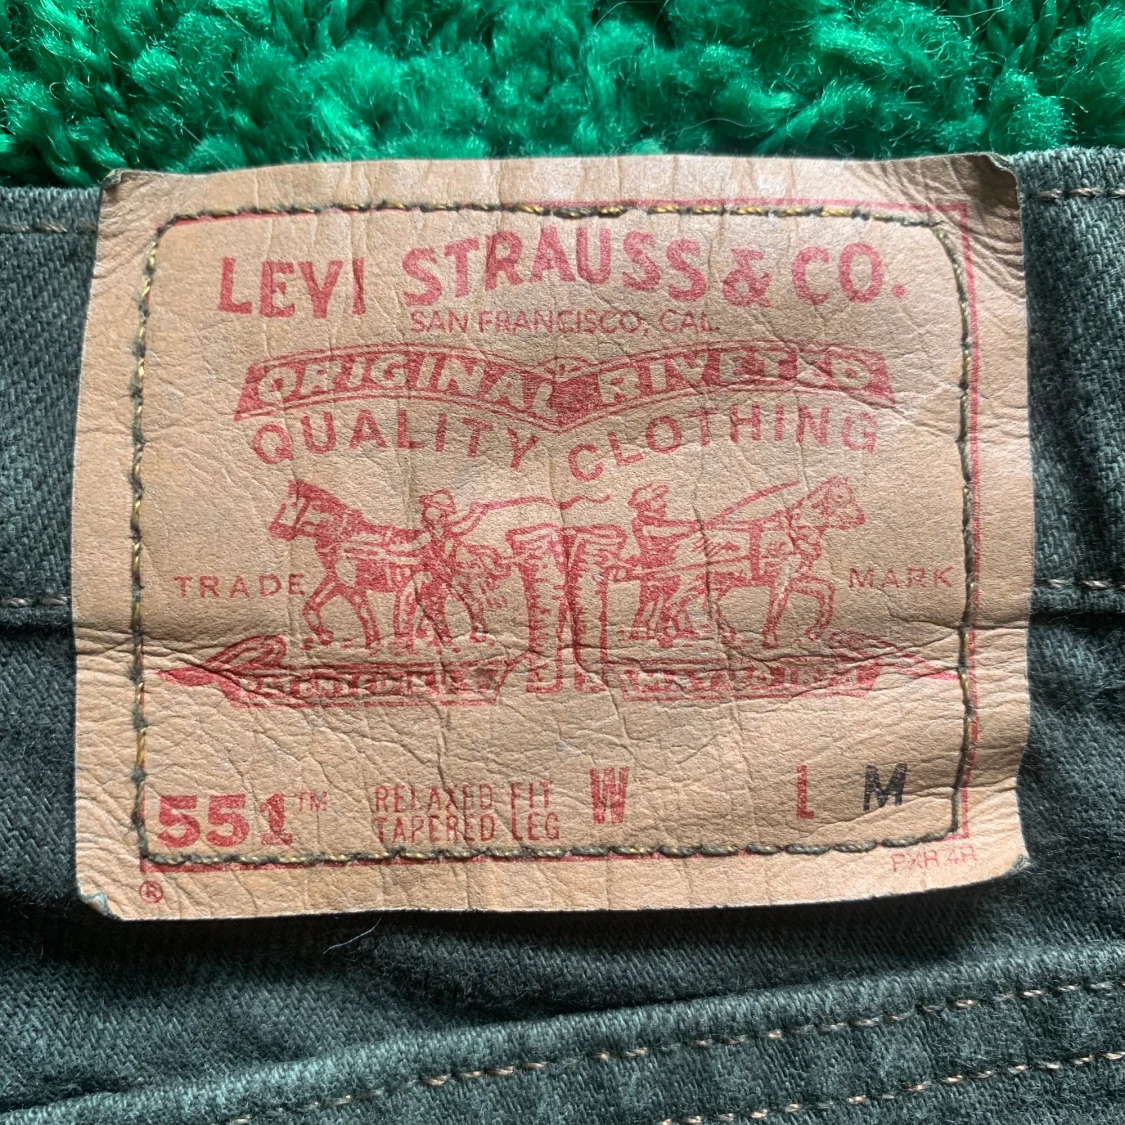 LEVI STRAUSS & CO.
SAN FRANCISCO, CAL.
ORIGINAL RIVETED
QUALITY CLOTHING
TRADE MARK
551™ RELAXED FIT W L M
TAPERED LEG
®